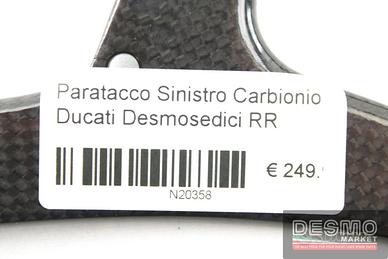 Paratacco Sinistro Carbionio
Ducati Desmosedici RR
€ 249.
N20358
DESMO
MARKET